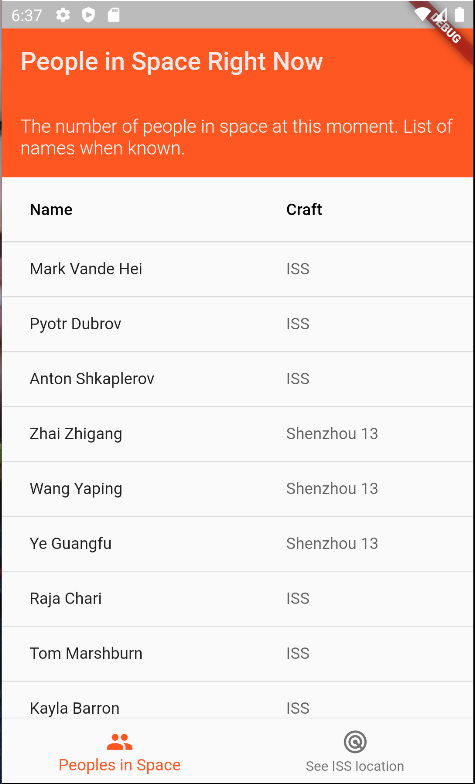 6:37
DEBUG
People in Space Right Now
The number of people in space at this moment. List of
names when known.
Name Craft
Mark Vande Hei ISS
Pyotr Dubrov ISS
Anton Shkaplerov ISS
Zhai Zhigang Shenzhou 13
Wang Yaping Shenzhou 13
Ye Guangfu Shenzhou 13
Raja Chari ISS
Tom Marshburn ISS
Kayla Barron ISS
Peoples in Space See ISS location